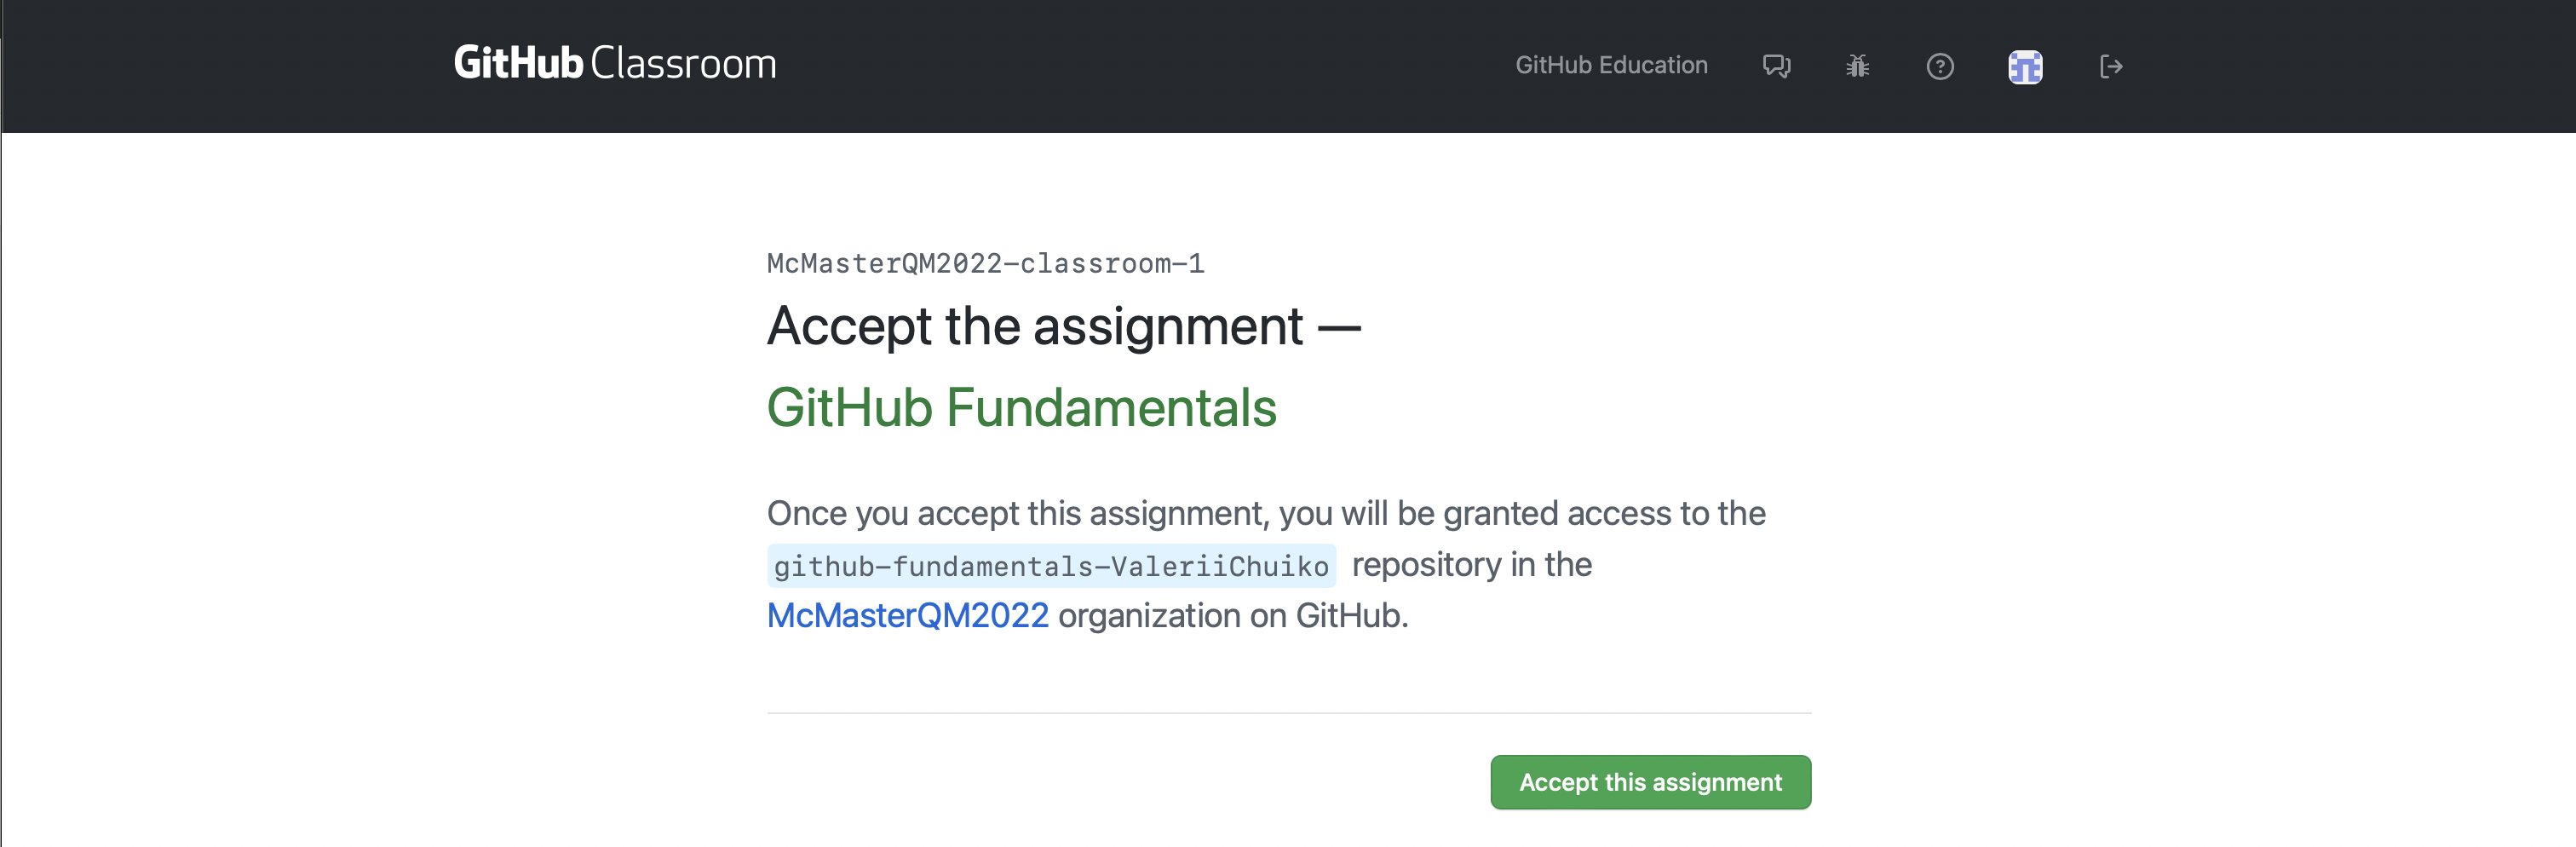 GitHub Classroom
GitHub Education
McMasterQM2022-classroom-1
Accept the assignment —
GitHub Fundamentals
Once you accept this assignment, you will be granted access to the
github-fundamentals-ValeriiChuiko repository in the
McMasterQM2022 organization on GitHub.
Accept this assignment